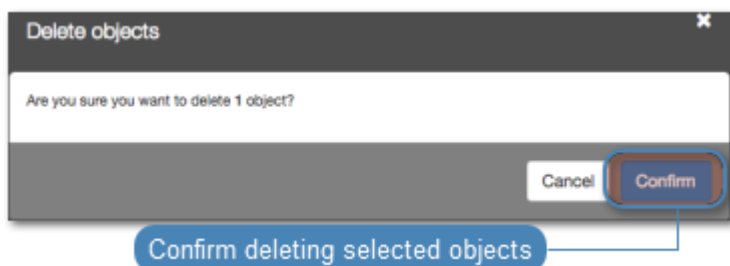 Delete objects
Are you sure you want to delete 1 object?
Cancel Confirm
Confirm deleting selected objects